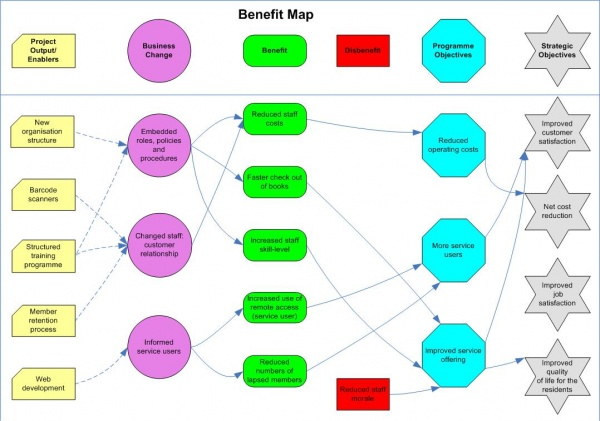 Benefit Map
Project
Output/
Enablers
Business
Change
Benefit
Disbenefit
Programme
Objectives
Strategic
Objectives
New
organisation
structure
Barcode
scanners
Structured
training
programme
Member
retention
process
Web
development
Embedded
roles, policies
and
procedures
Changed staff:
customer
relationship
Informed
service users
Reduced staff
costs
Faster check out
of books
Increased staff
skill-level
Increased use of
remote access
(service user)
Reduced
numbers of
lapsed members
Reduced staff
morale
Reduced
operating costs
More service
users
Improved service
offering
Improved
customer
satisfaction
Net cost
reduction
Improved
job
satisfaction
Improved
quality
of life for the
residents